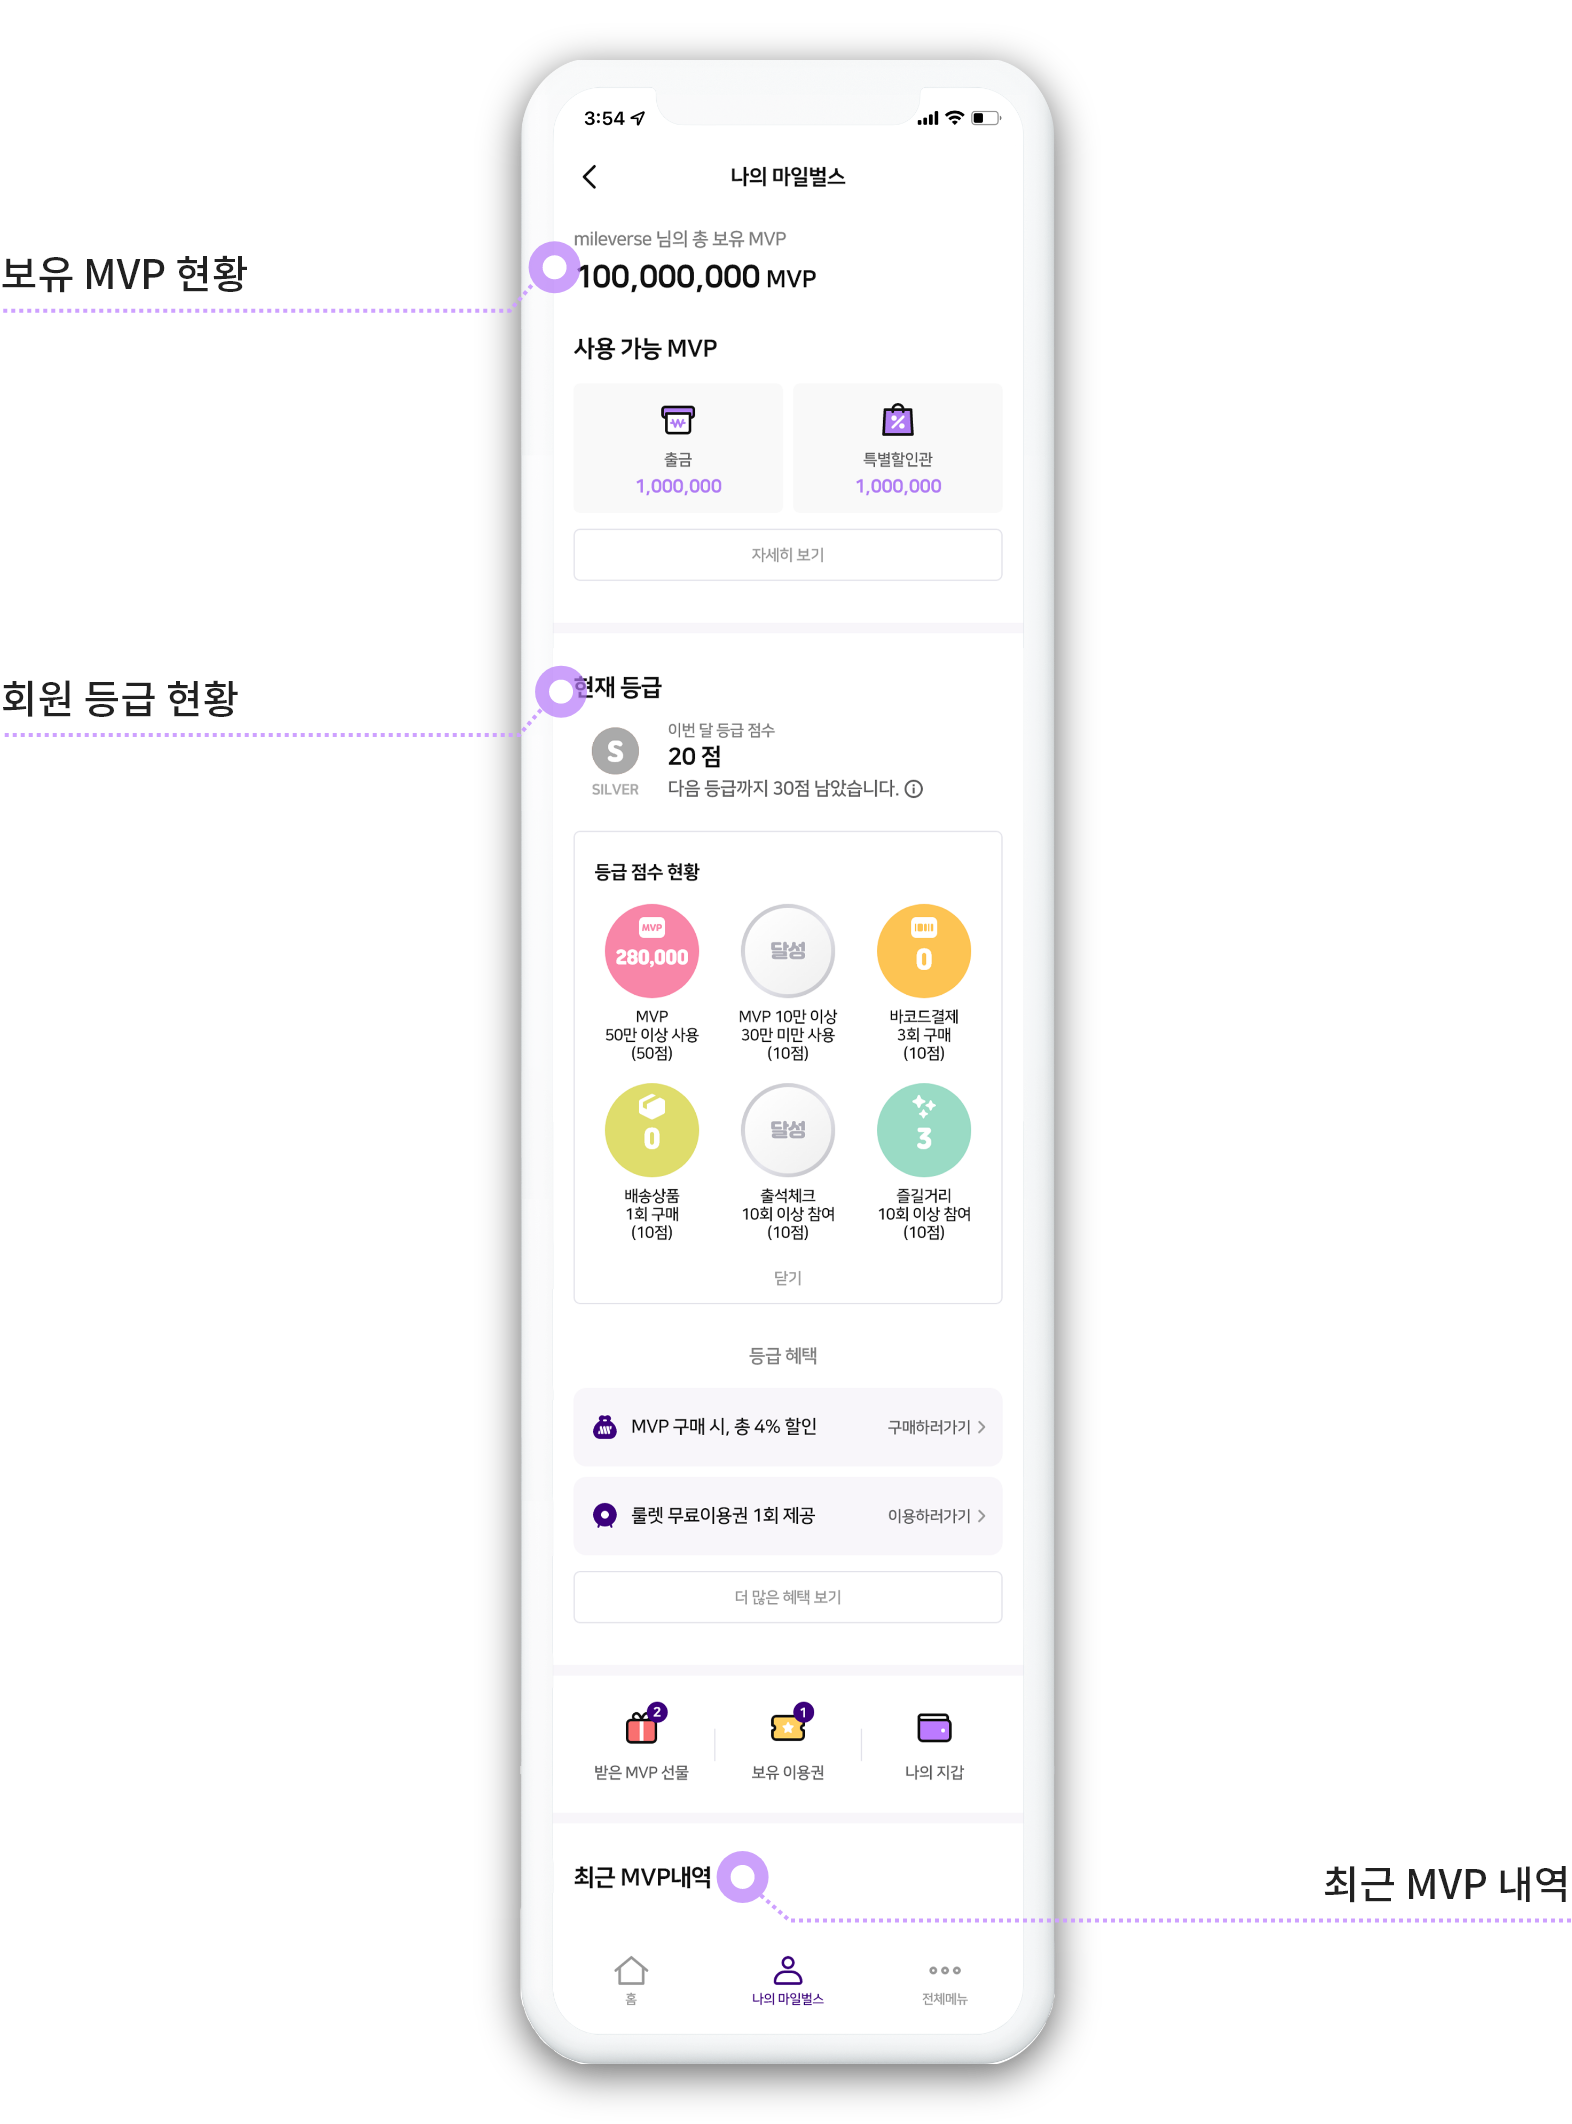 3:54
나의 마일벌스
mileverse 님의 총 보유 MVP
보유 MVP 현황
100,000,000 MVP
사용 가능 MVP
출금
1,000,000
특별할인관
1,000,000
자세히 보기
회원 등급 현황
현재 등급
S
SILVER
이번 달 등급 점수
20 점
다음 등급까지 30점 남았습니다.
등급 점수 현황
MVP
280,000
MVP
50만 이상 사용
(50점)
달성
MVP 10만 이상
30만 미만 사용
(10점)
0
바코드결제
3회 구매
(10점)
0
배송상품
1회 구매
(10점)
달성
출석체크
10회 이상 참여
(10점)
3
즐길거리
10회 이상 참여
(10점)
닫기
등급 혜택
MVP 구매 시, 총 4% 할인
구매하러가기
룰렛 무료이용권 1회 제공
이용하러가기
더 많은 혜택 보기
2
받은 MVP 선물
1
보유 이용권
나의 지갑
최근 MVP내역
최근 MVP 내역
홈
나의 마일벌스
전체메뉴